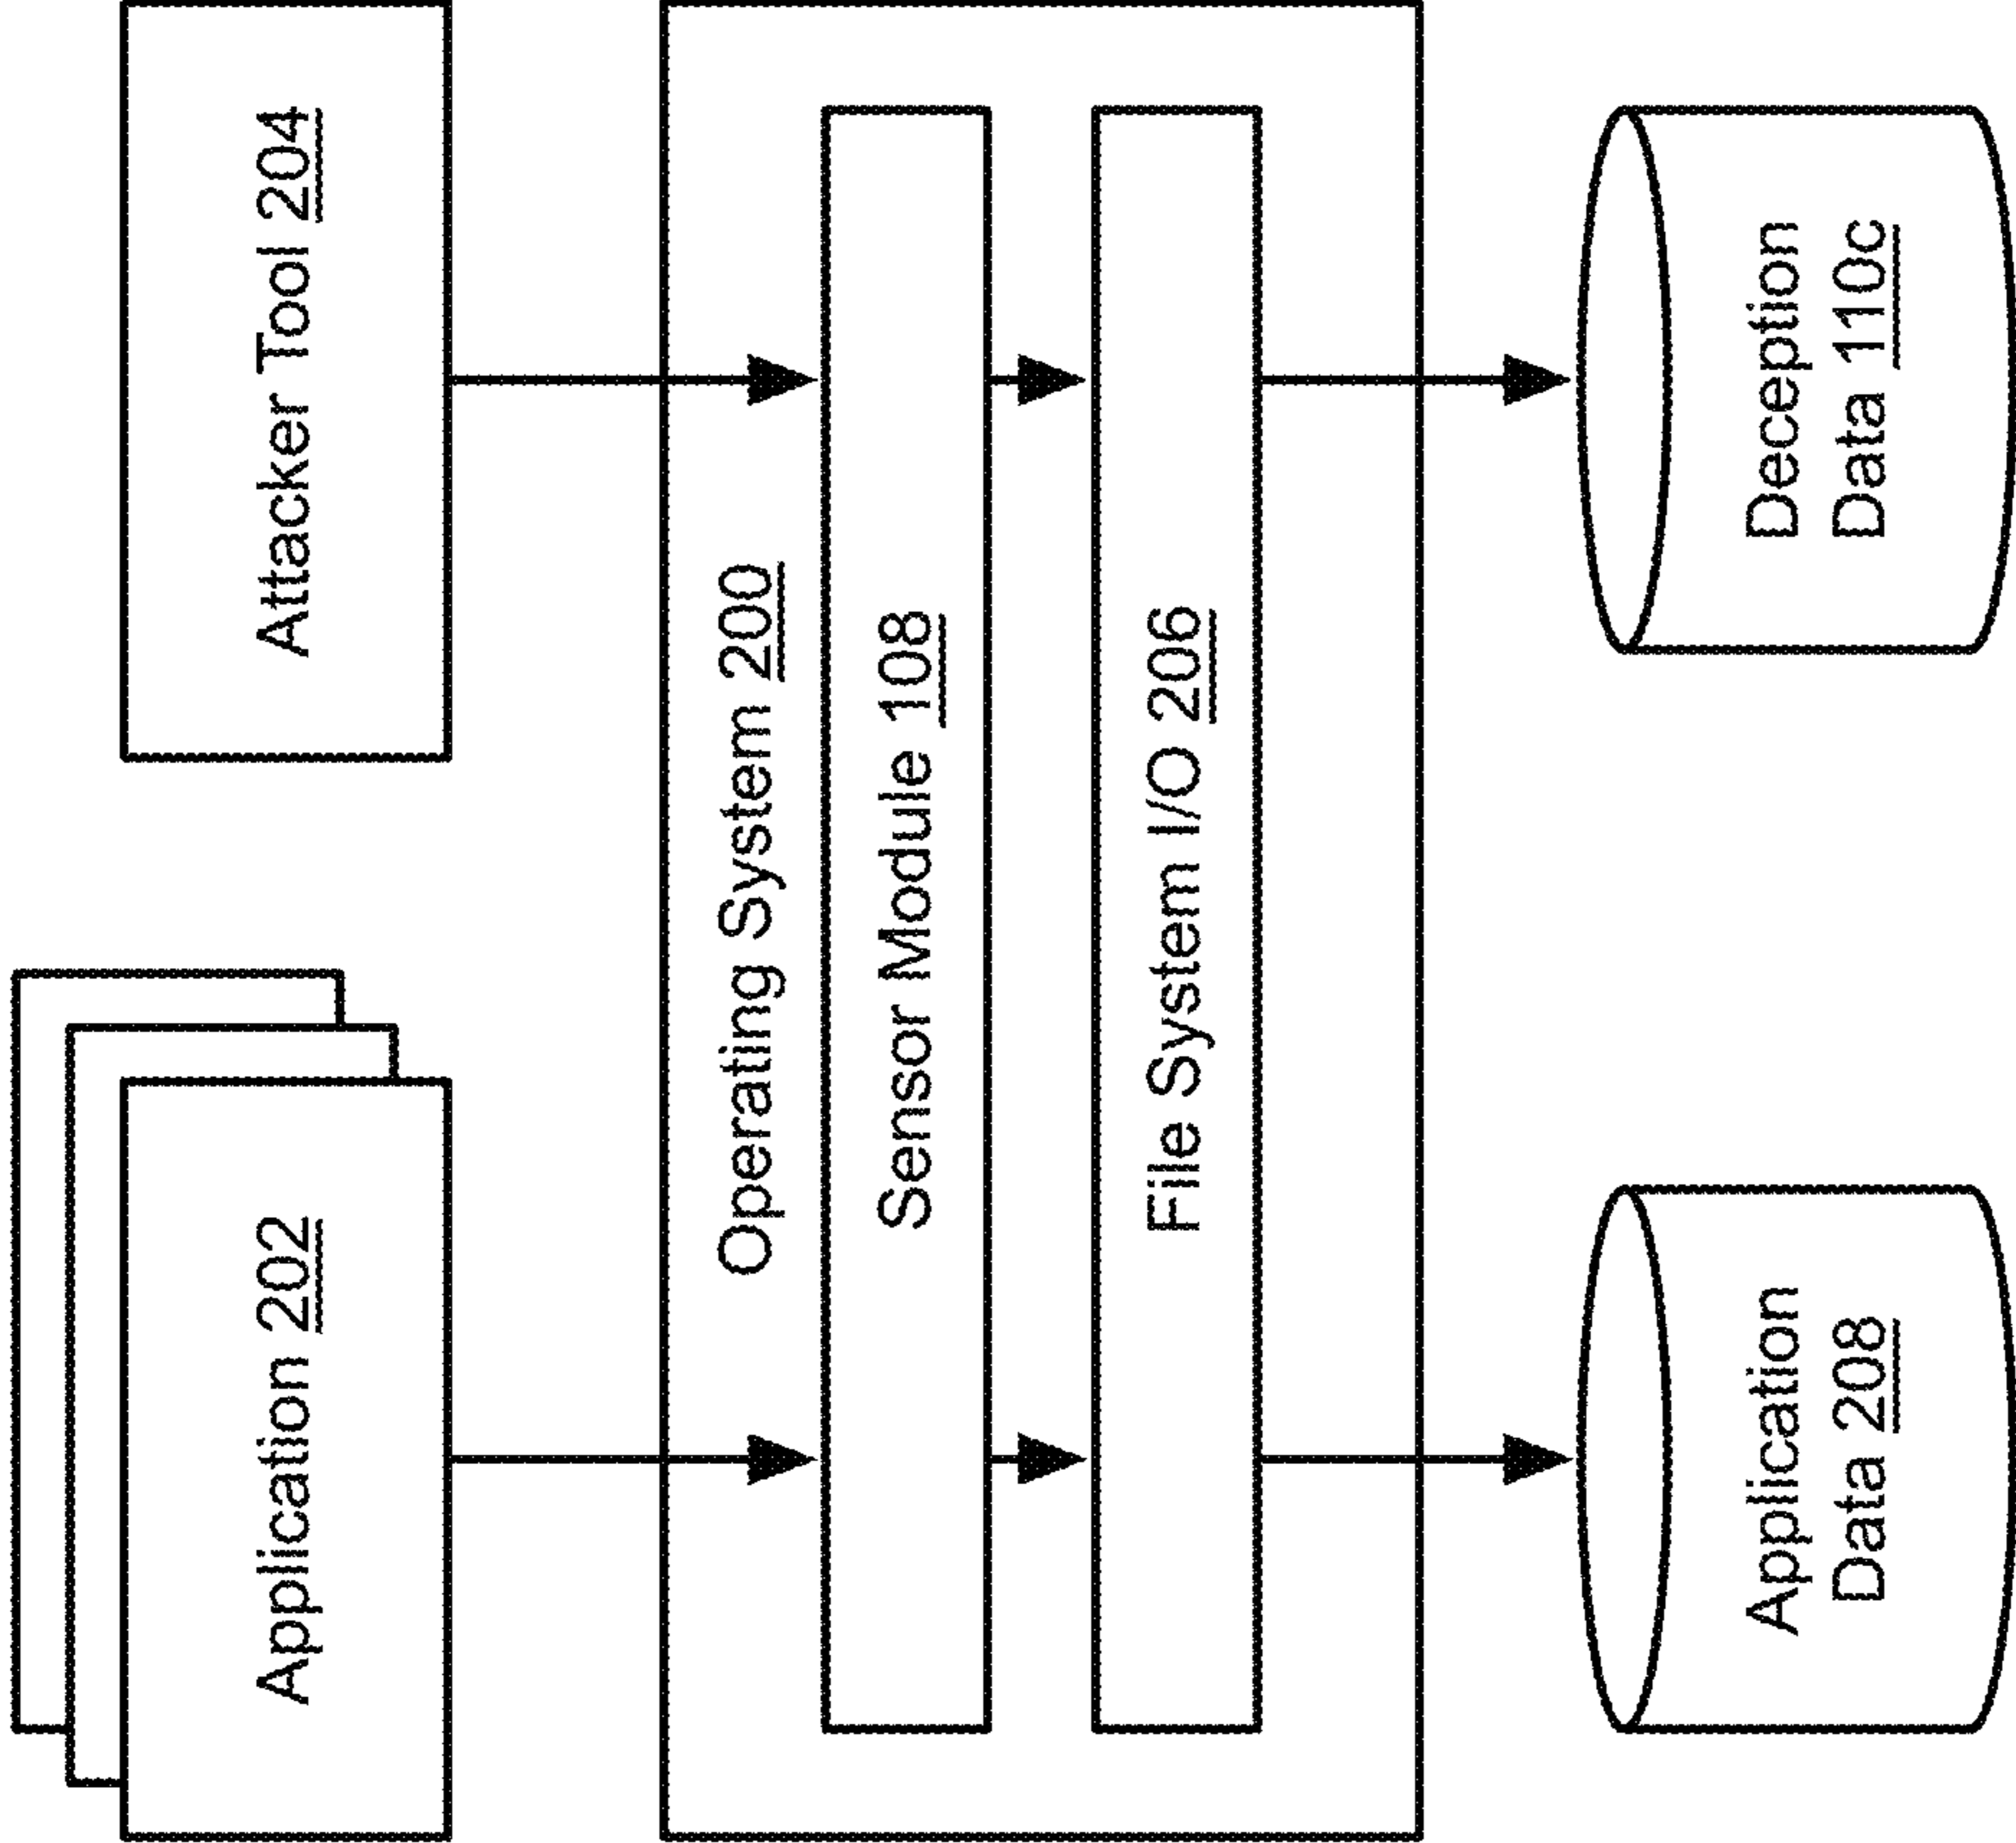 Application 202
Attacker Tool 204
Operating System 200
Sensor Module 108
File System I/O 206
Application
Data 208
Deception
Data 110c